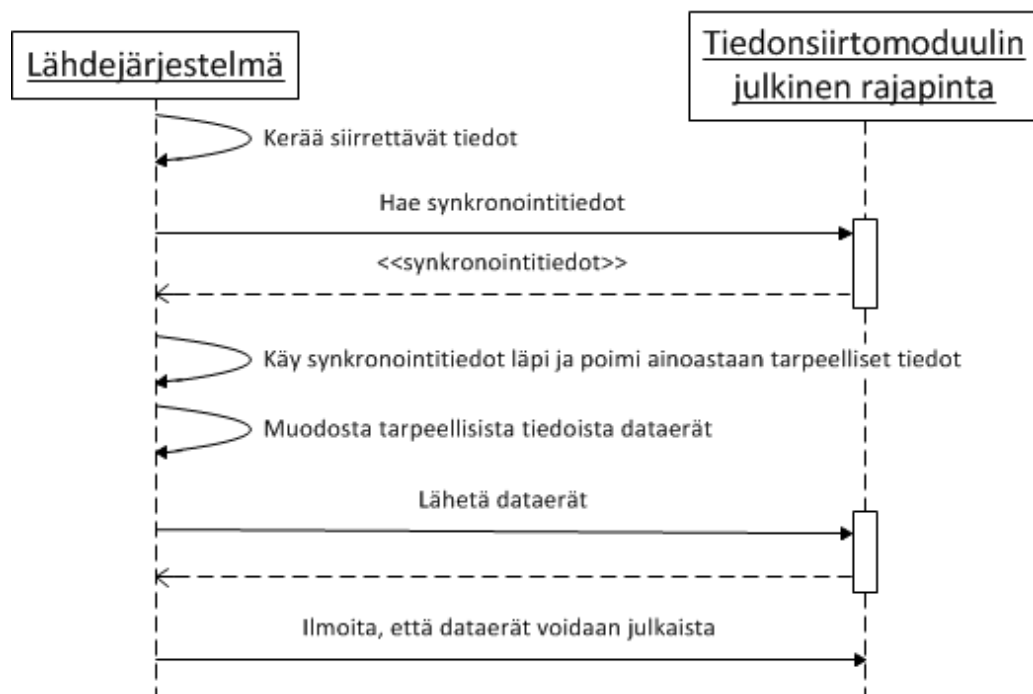 Lähdejärjestelmä
Tiedonsiirtomoduulin
julkinen rajapinta
Kerää siirrettävät tiedot
Hae synkronointitiedot
<<synkronointitiedot>>
Käy synkronointitiedot läpi ja poimi ainoastaan tarpeelliset tiedot
Muodosta tarpeellisista tiedoista dataerät
Lähetä dataerät
Ilmoita, että dataerät voidaan julkaista